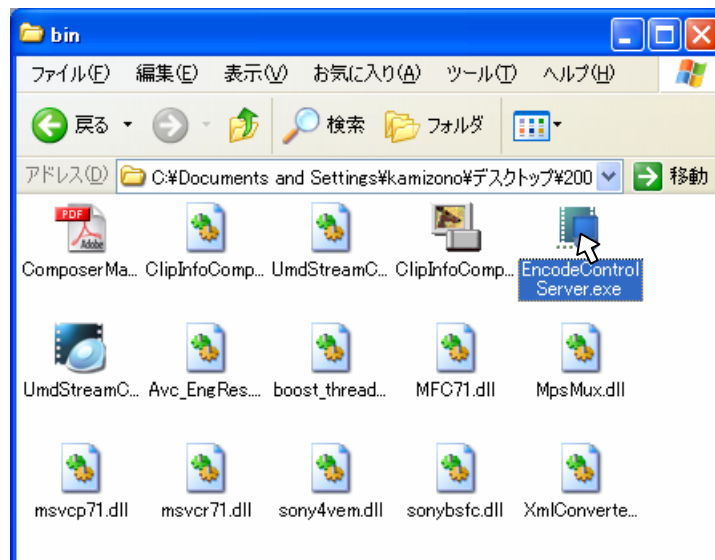 bin
ファイル(F) 編集(E) 表示(V) お気に入り(A) ツール(T) ヘルプ(H)
戻る 検索 フォルダ
アドレス(D) C:¥Documents and Settings¥kamizono¥デスクトップ¥200 移動
PDF
Adobe
ComposerMa... ClipInfoComp... UmdStreamC... ClipInfoComp... EncodeControl
Server.exe
UmdStreamC... Avc_EngRes.... boost_thread... MFC71.dll MpsMux.dll
msvcp71.dll msvcr71.dll sony4vem.dll sonybsfc.dll XmlConverte...